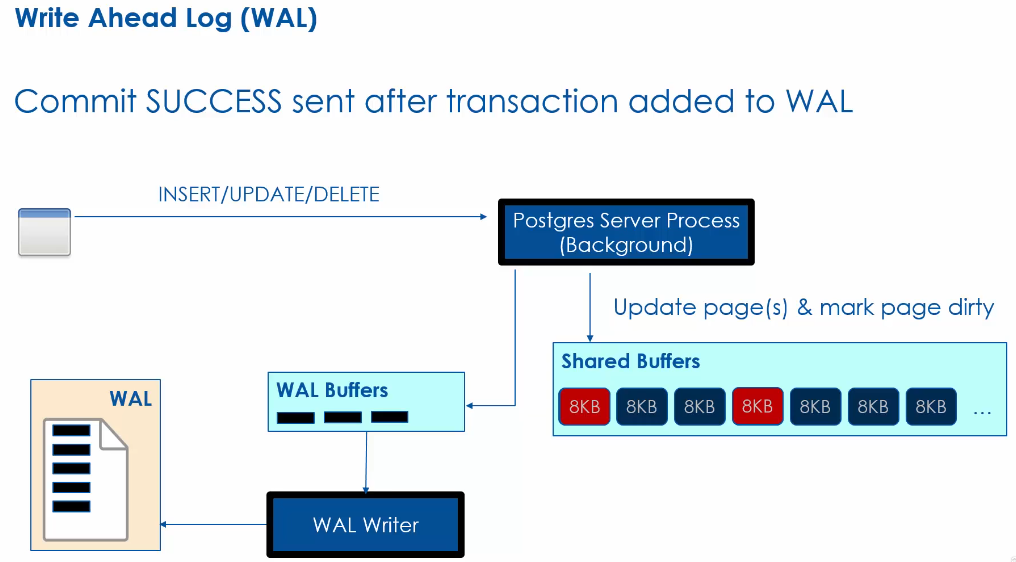 Write Ahead Log (WAL)
Commit SUCCESS sent after transaction added to WAL
INSERT/UPDATE/DELETE
Postgres Server Process
(Background)
Update page(s) & mark page dirty
Shared Buffers
8KB 8KB 8KB 8KB 8KB 8KB 8KB ...
WAL Buffers
WAL
WAL Writer